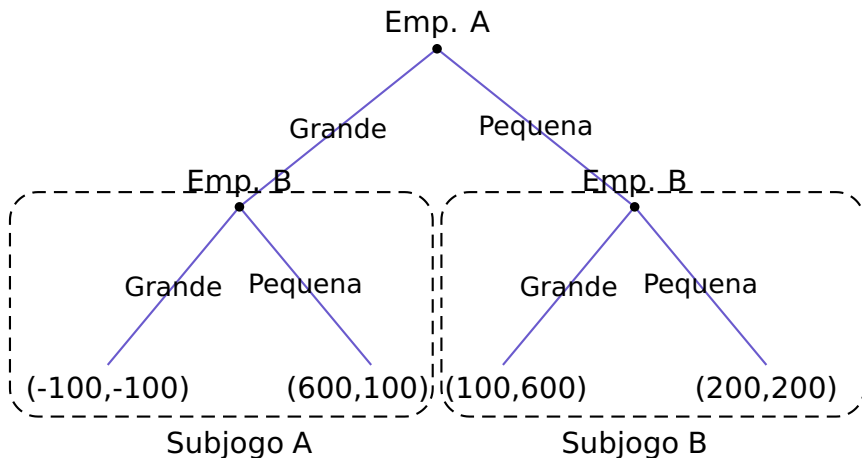 Emp. A
Grande
Pequena
Emp. B
Emp. B
Grande
Pequena
Grande
Pequena
(-100,-100)
(600,100)
(100,600)
(200,200)
Subjogo A
Subjogo B